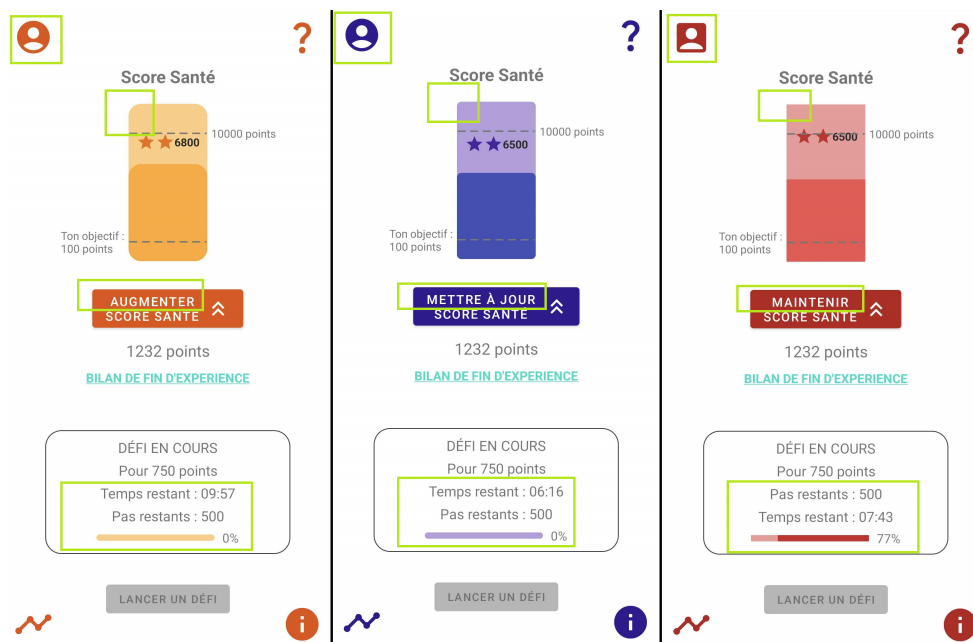 ?
Score Santé
10000 points
6800
Ton objectif :
100 points
AUGMENTER
SCORE SANTÉ
1232 points
BILAN DE FIN D'EXPERIENCE
DÉFI EN COURS
Pour 750 points
Temps restant : 09:57
Pas restants : 500
0%
LANCER UN DÉFI
i
?
Score Santé
10000 points
6500
Ton objectif :
100 points
METTRE À JOUR
SCORE SANTÉ
1232 points
BILAN DE FIN D'EXPERIENCE
DÉFI EN COURS
Pour 750 points
Temps restant : 06:16
Pas restants : 500
0%
LANCER UN DÉFI
i
?
Score Santé
10000 points
6500
Ton objectif :
100 points
MAINTENIR
SCORE SANTÉ
1232 points
BILAN DE FIN D'EXPERIENCE
DÉFI EN COURS
Pour 750 points
Pas restants : 500
Temps restant : 07:43
77%
LANCER UN DÉFI
i